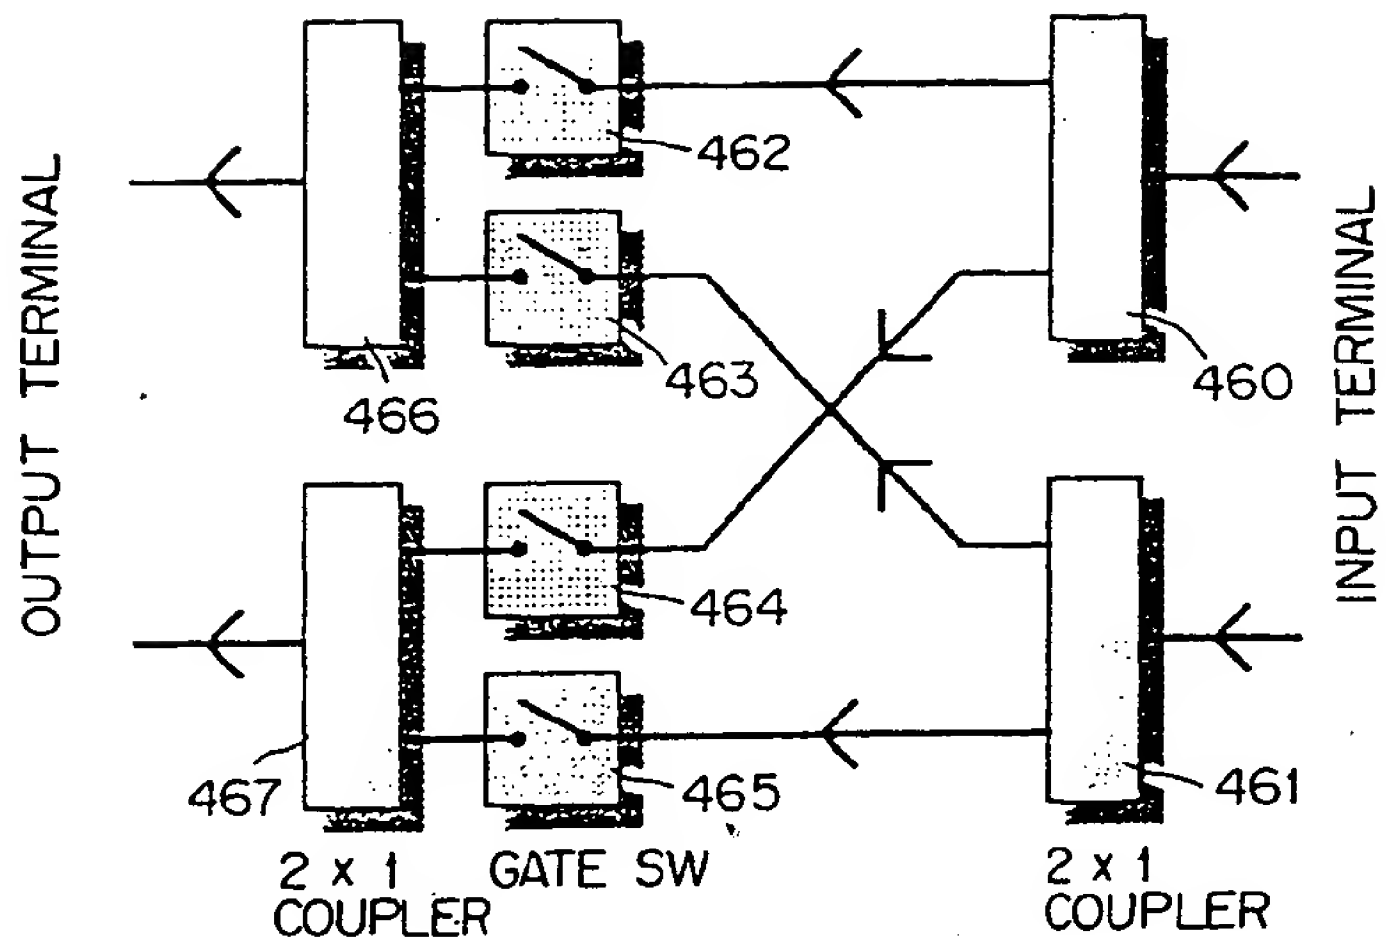 462
463
466
460
OUTPUT TERMINAL
INPUT TERMINAL
464
465
467
461
2 x 1
COUPLER
GATE SW
2 x 1
COUPLER